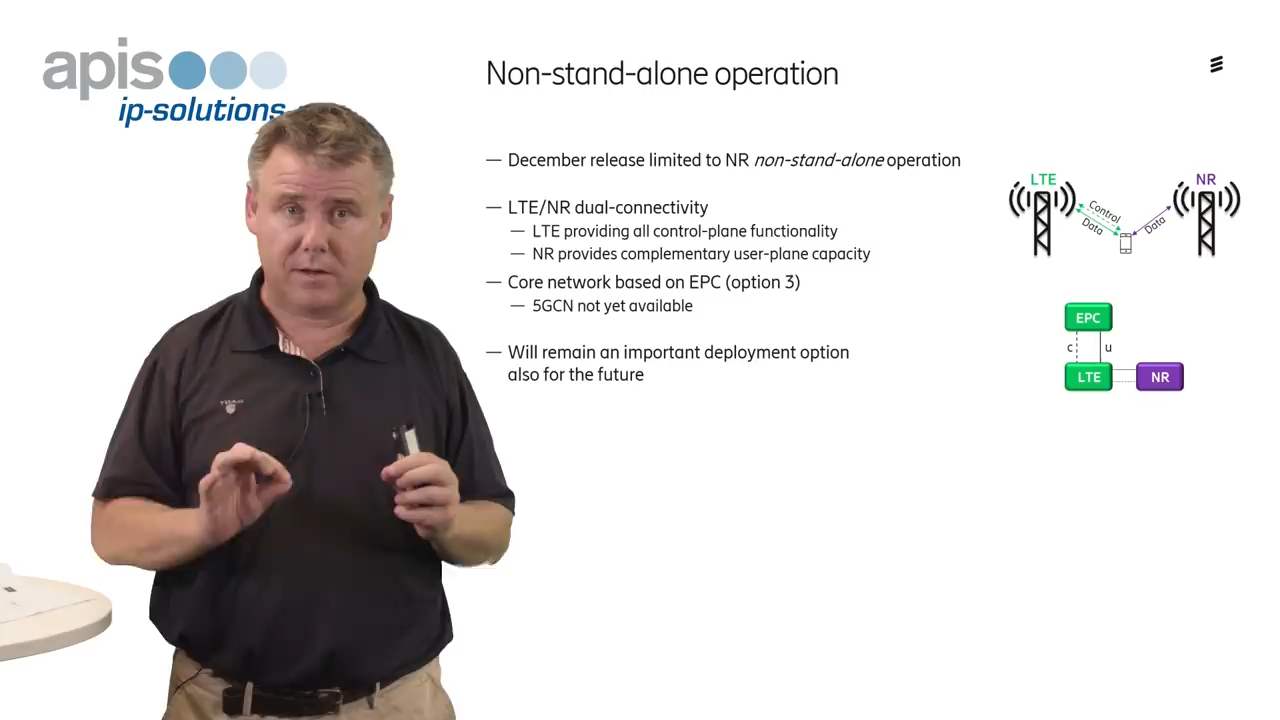 apis
ip-solutions
Non-stand-alone operation
— December release limited to NR non-stand-alone operation
— LTE/NR dual-connectivity
— LTE providing all control-plane functionality
— NR provides complementary user-plane capacity
— Core network based on EPC (option 3)
— 5GCN not yet available
— Will remain an important deployment option
also for the future
LTE
NR
Control
Data
Data
EPC
c
u
LTE
NR